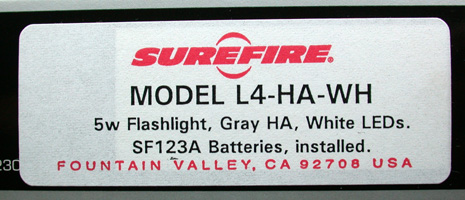 SUREFIRE®
MODEL L4-HA-WH
5w Flashlight, Gray HA, White LEDs.
SF123A Batteries, installed.
FOUNTAIN VALLEY, CA 92708 USA